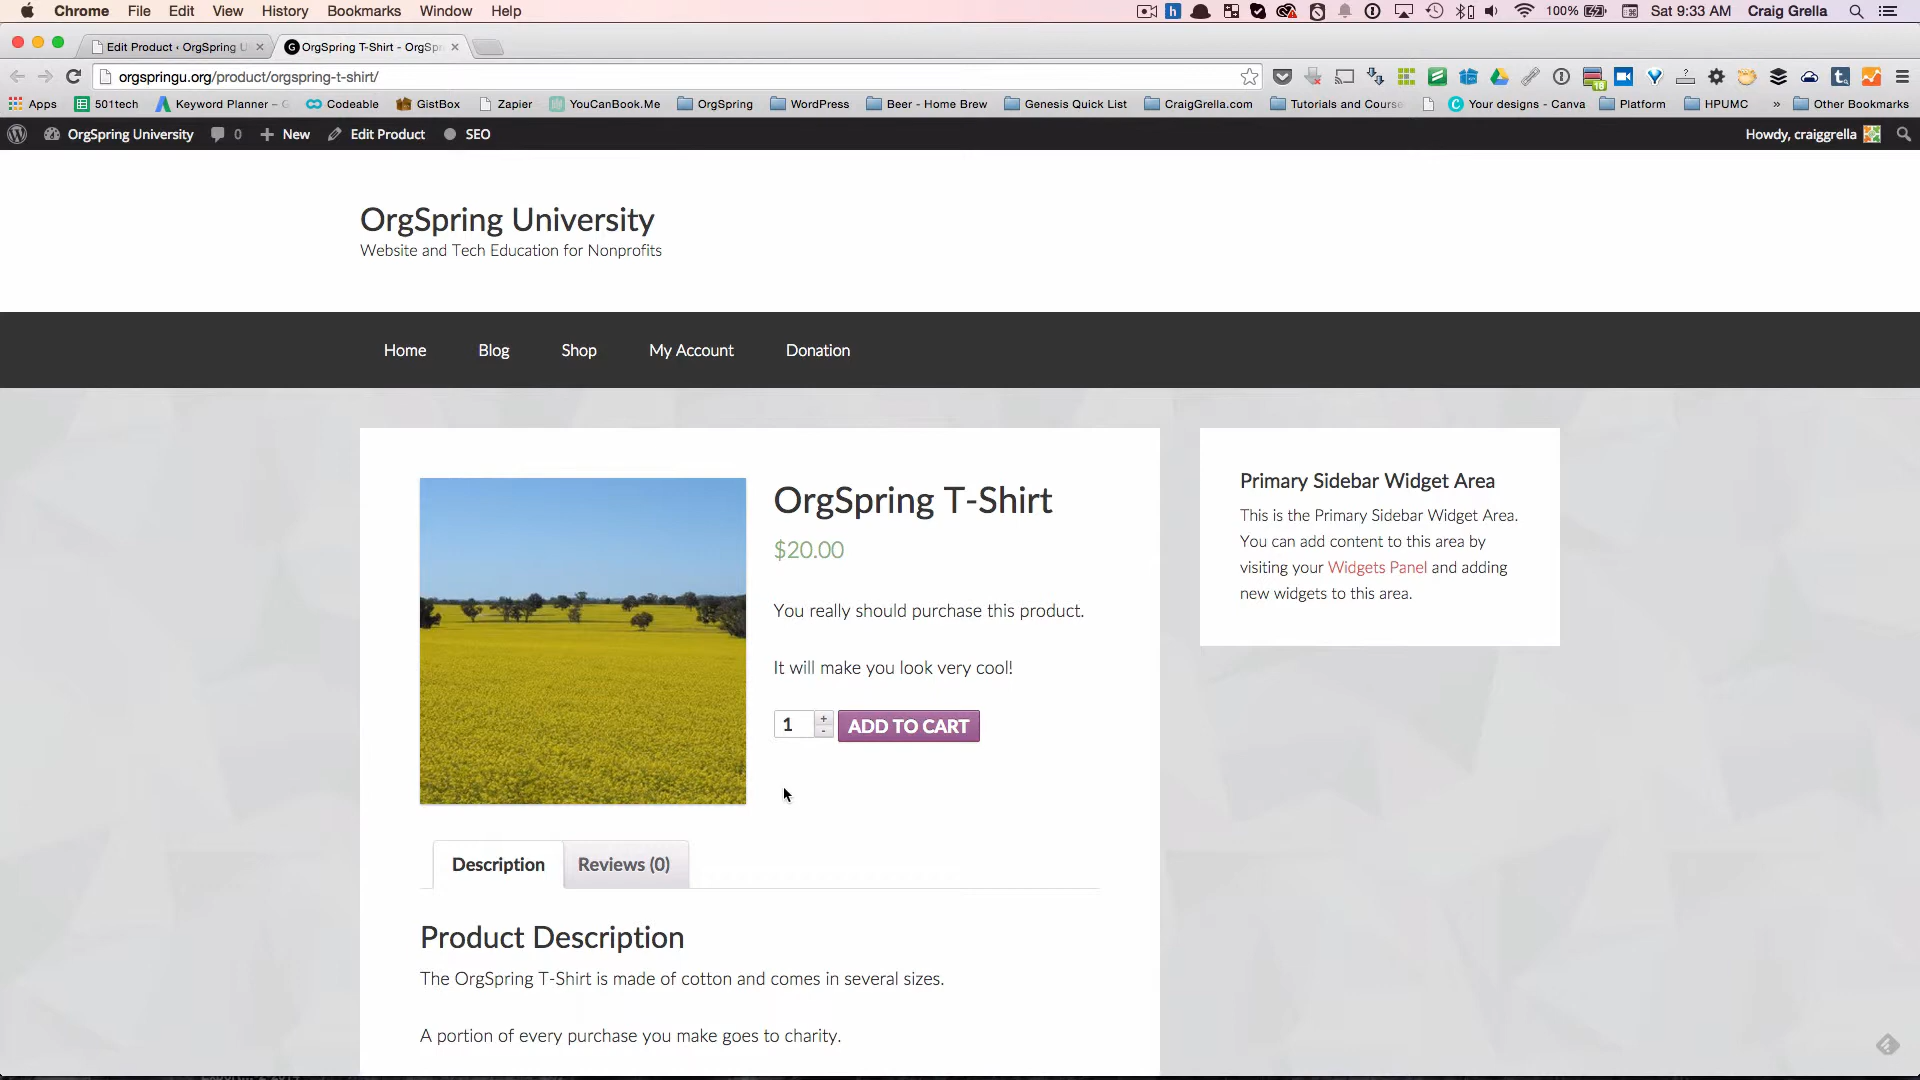 Chrome File Edit View History Bookmarks Window Help 100% Sat 9:33 AM Craig Grella
Edit Product ‹ OrgSpring U OrgSpring T-Shirt - OrgSpr
orgspringu.org/product/orgspring-t-shirt/
Apps 501tech Keyword Planner – G Codeable GistBox Zapier YouCanBook.Me OrgSpring WordPress Beer - Home Brew Genesis Quick List CraigGrella.com Tutorials and Course Your designs - Canva Platform HPUMC » Other Bookmarks
OrgSpring University 0 New Edit Product SEO Howdy, craiggrella
OrgSpring University
Website and Tech Education for Nonprofits
Home Blog Shop My Account Donation
OrgSpring T-Shirt
$20.00
You really should purchase this product.
It will make you look very cool!
1 + - ADD TO CART
Primary Sidebar Widget Area
This is the Primary Sidebar Widget Area.
You can add content to this area by
visiting your Widgets Panel and adding
new widgets to this area.
Description Reviews (0)
Product Description
The OrgSpring T-Shirt is made of cotton and comes in several sizes.
A portion of every purchase you make goes to charity.